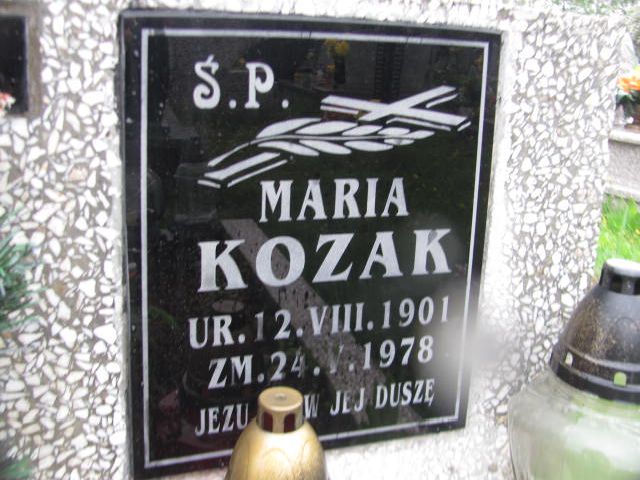 Ś.P.
MARIA
KOZAK
UR.12.VIII.1901
ZM.24.V.1978
JEZU W JEJ DUSZĘ